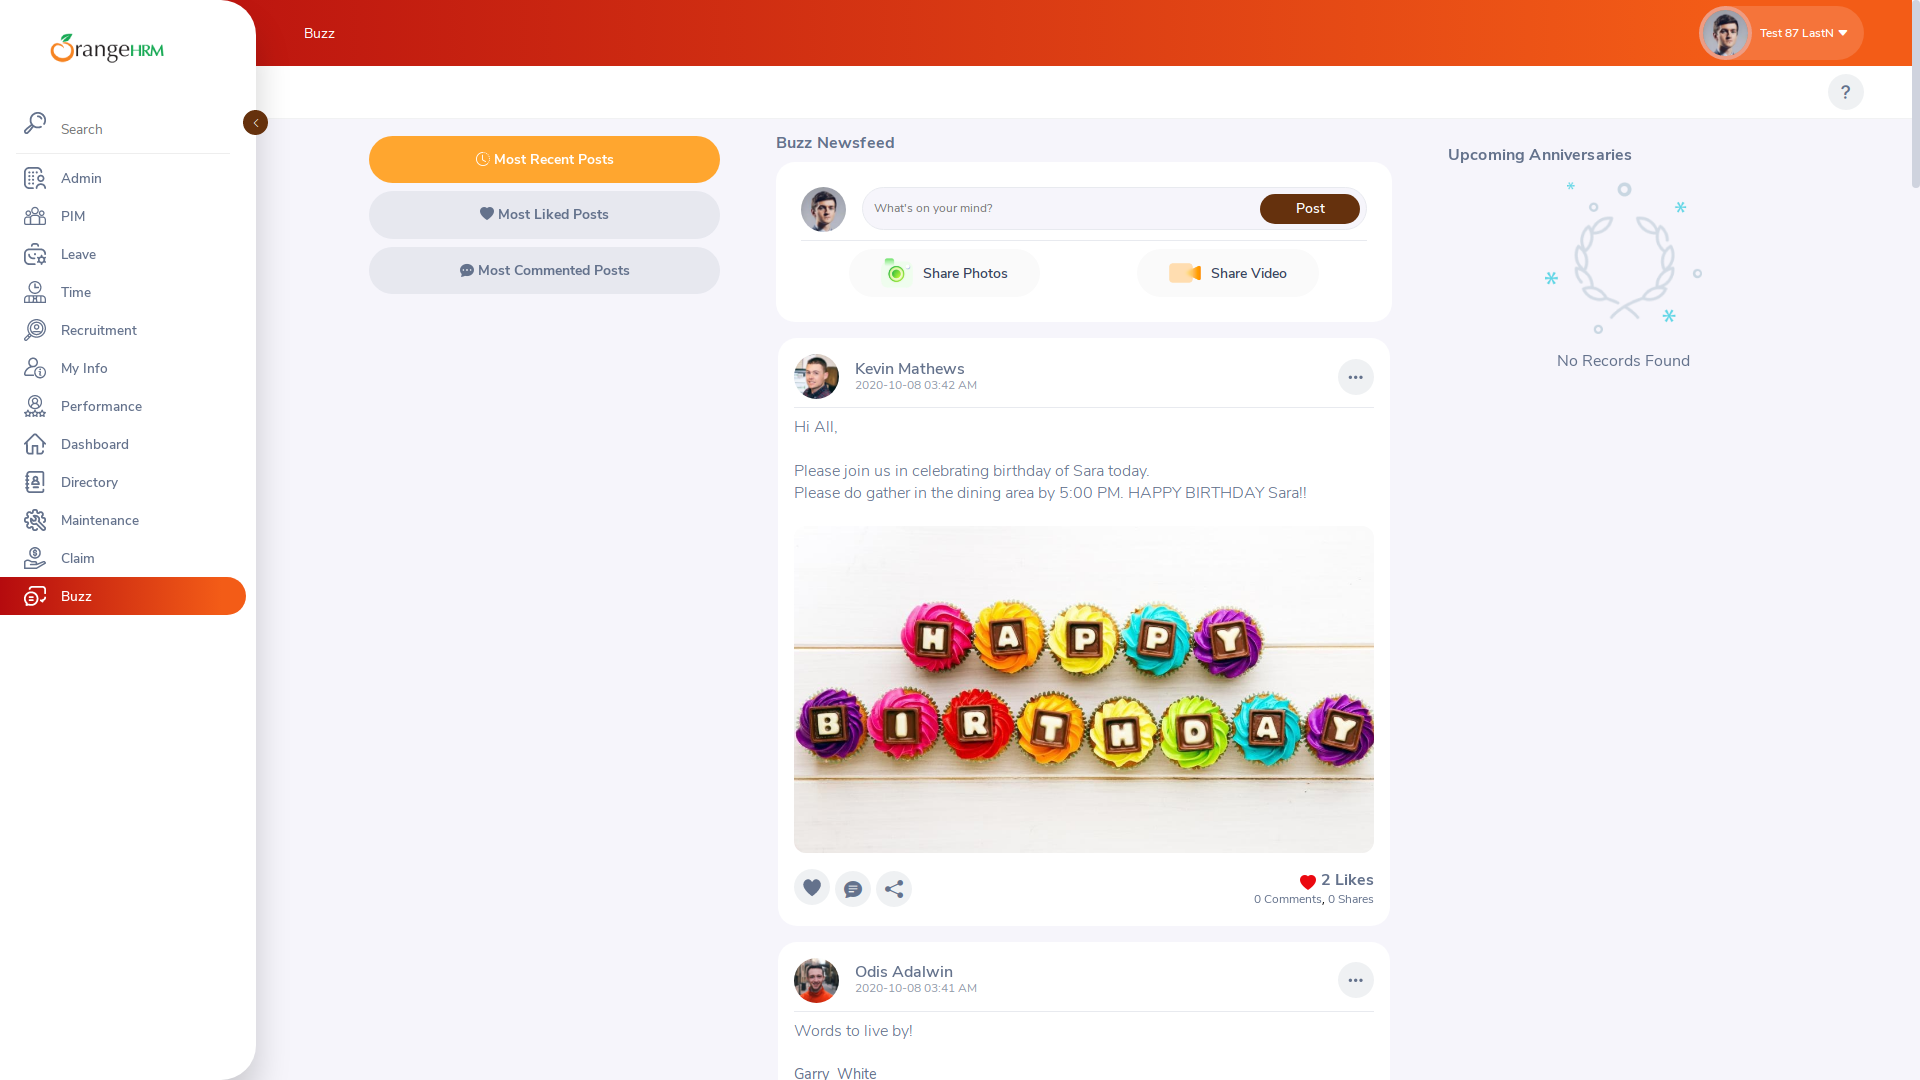 OrangeHRM
Search
Admin
PIM
Leave
Time
Recruitment
My Info
Performance
Dashboard
Directory
Maintenance
Claim
Buzz
Buzz
Test 87 LastN
?
Most Recent Posts
Most Liked Posts
Most Commented Posts
Buzz Newsfeed
What's on your mind?
Post
Share Photos
Share Video
Kevin Mathews
2020-10-08 03:42 AM
Hi All,
Please join us in celebrating birthday of Sara today.
Please do gather in the dining area by 5:00 PM. HAPPY BIRTHDAY Sara!!
HAPPY
BIRTHDAY
2 Likes
0 Comments, 0 Shares
Odis Adalwin
2020-10-08 03:41 AM
Words to live by!
Garry White
Upcoming Anniversaries
No Records Found